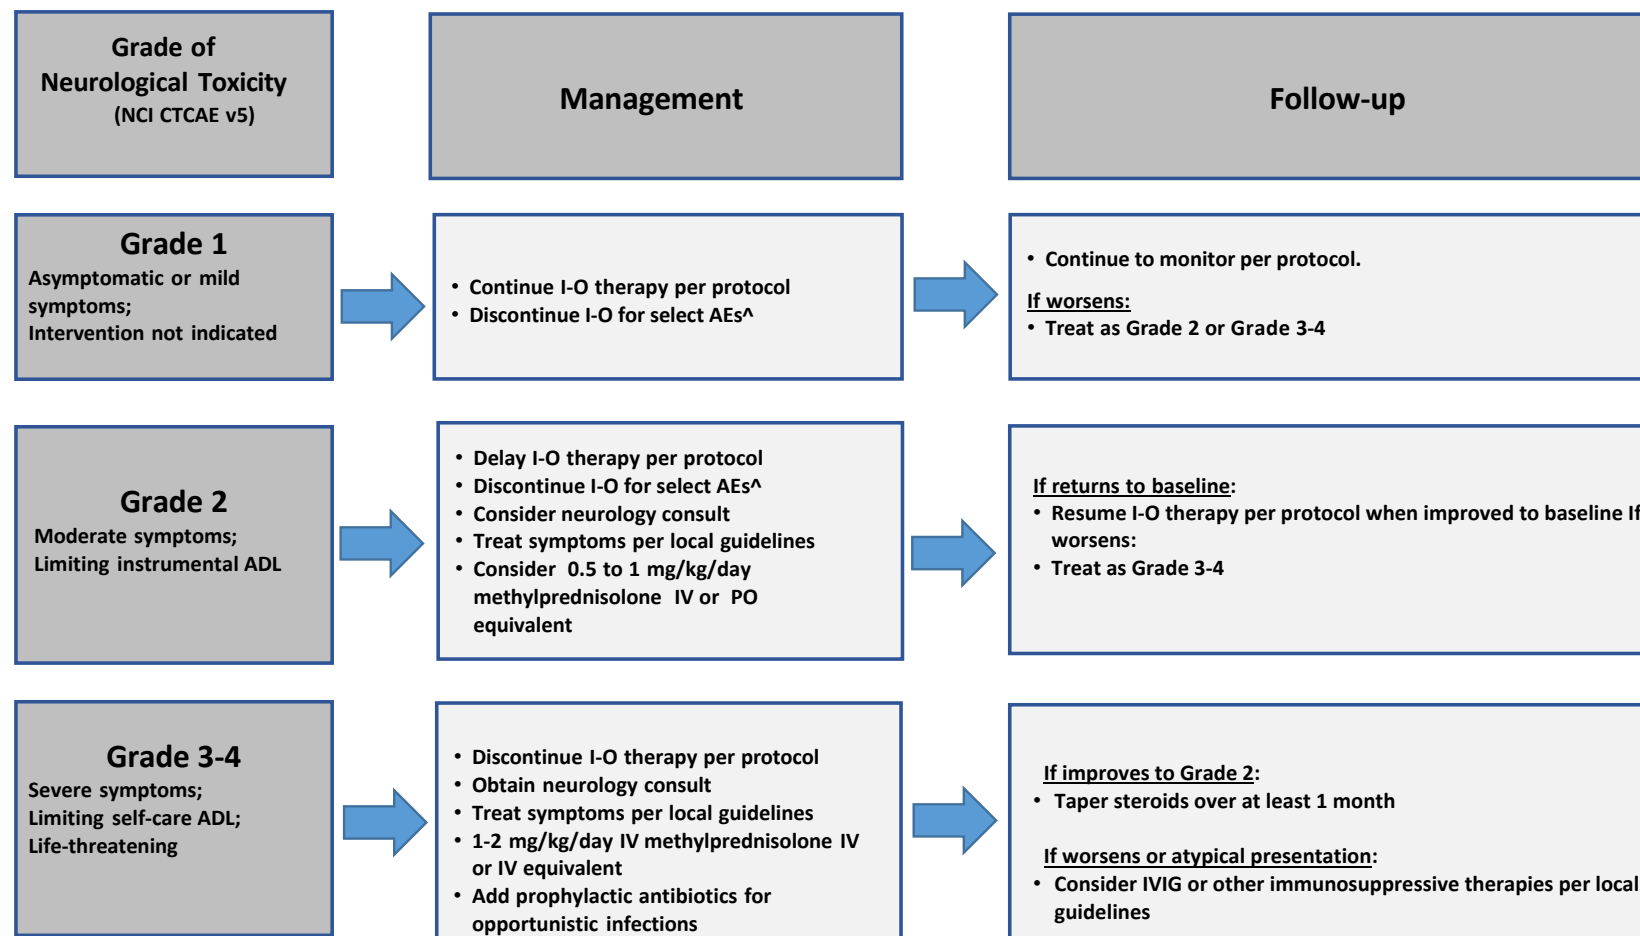 Grade of
Neurological Toxicity
(NCI CTCAE v5)
Management
Follow-up
Grade 1
Asymptomatic or mild
symptoms;
Intervention not indicated
• Continue I-O therapy per protocol
• Discontinue I-O for select AEs^
• Continue to monitor per protocol.
If worsens:
• Treat as Grade 2 or Grade 3-4
Grade 2
Moderate symptoms;
Limiting instrumental ADL
• Delay I-O therapy per protocol
• Discontinue I-O for select AEs^
• Consider neurology consult
• Treat symptoms per local guidelines
• Consider 0.5 to 1 mg/kg/day
methylprednisolone IV or PO
equivalent
If returns to baseline:
• Resume I-O therapy per protocol when improved to baseline If
worsens:
• Treat as Grade 3-4
Grade 3-4
Severe symptoms;
Limiting self-care ADL;
Life-threatening
• Discontinue I-O therapy per protocol
• Obtain neurology consult
• Treat symptoms per local guidelines
• 1-2 mg/kg/day IV methylprednisolone IV
or IV equivalent
• Add prophylactic antibiotics for
opportunistic infections
If improves to Grade 2:
• Taper steroids over at least 1 month
If worsens or atypical presentation:
• Consider IVIG or other immunosuppressive therapies per local
guidelines